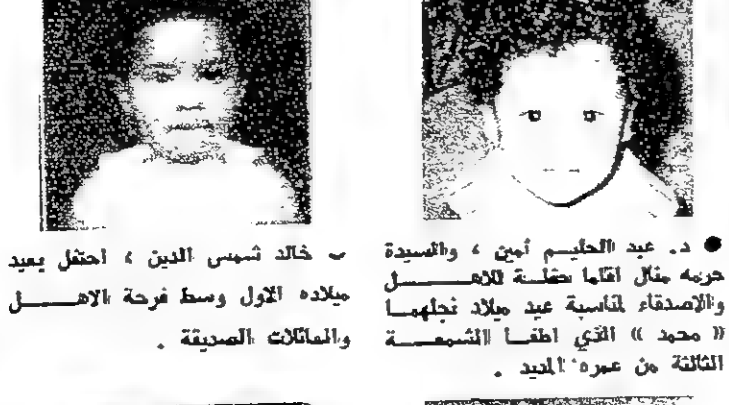 ● د. عبد الحليم أمين ، والسيدة
حرمه منال اقاما حفلة للاهل
والاصدقاء لمناسبة عيد ميلاد نجلهما
« محمد » الذي اطفأ الشمعة
الثالثة من عمره المديد .
خالد شمس الدين ، احتفل بعيد
ميلاده الاول وسط فرحة الاهل
والعائلات الصديقة .